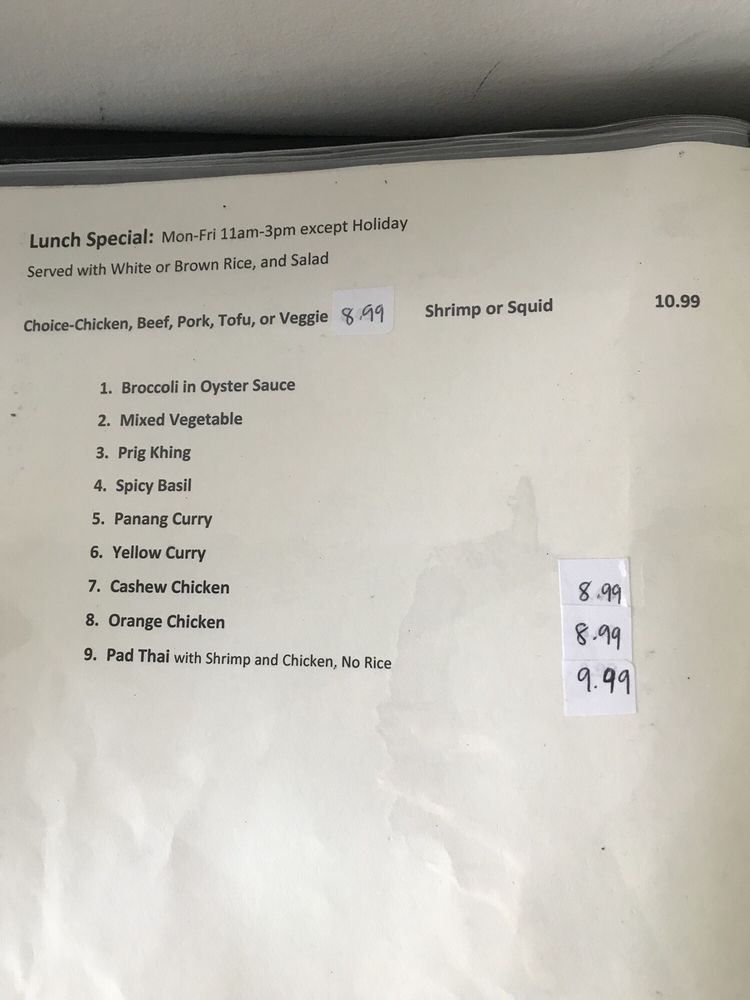 Lunch Special: Mon-Fri 11am-3pm except Holiday
Served with White or Brown Rice, and Salad
Choice-Chicken, Beef, Pork, Tofu, or Veggie 8.99 Shrimp or Squid 10.99
1. Broccoli in Oyster Sauce
2. Mixed Vegetable
3. Prig Khing
4. Spicy Basil
5. Panang Curry
6. Yellow Curry
7. Cashew Chicken 8.99
8. Orange Chicken 8.99
9. Pad Thai with Shrimp and Chicken, No Rice 9.99